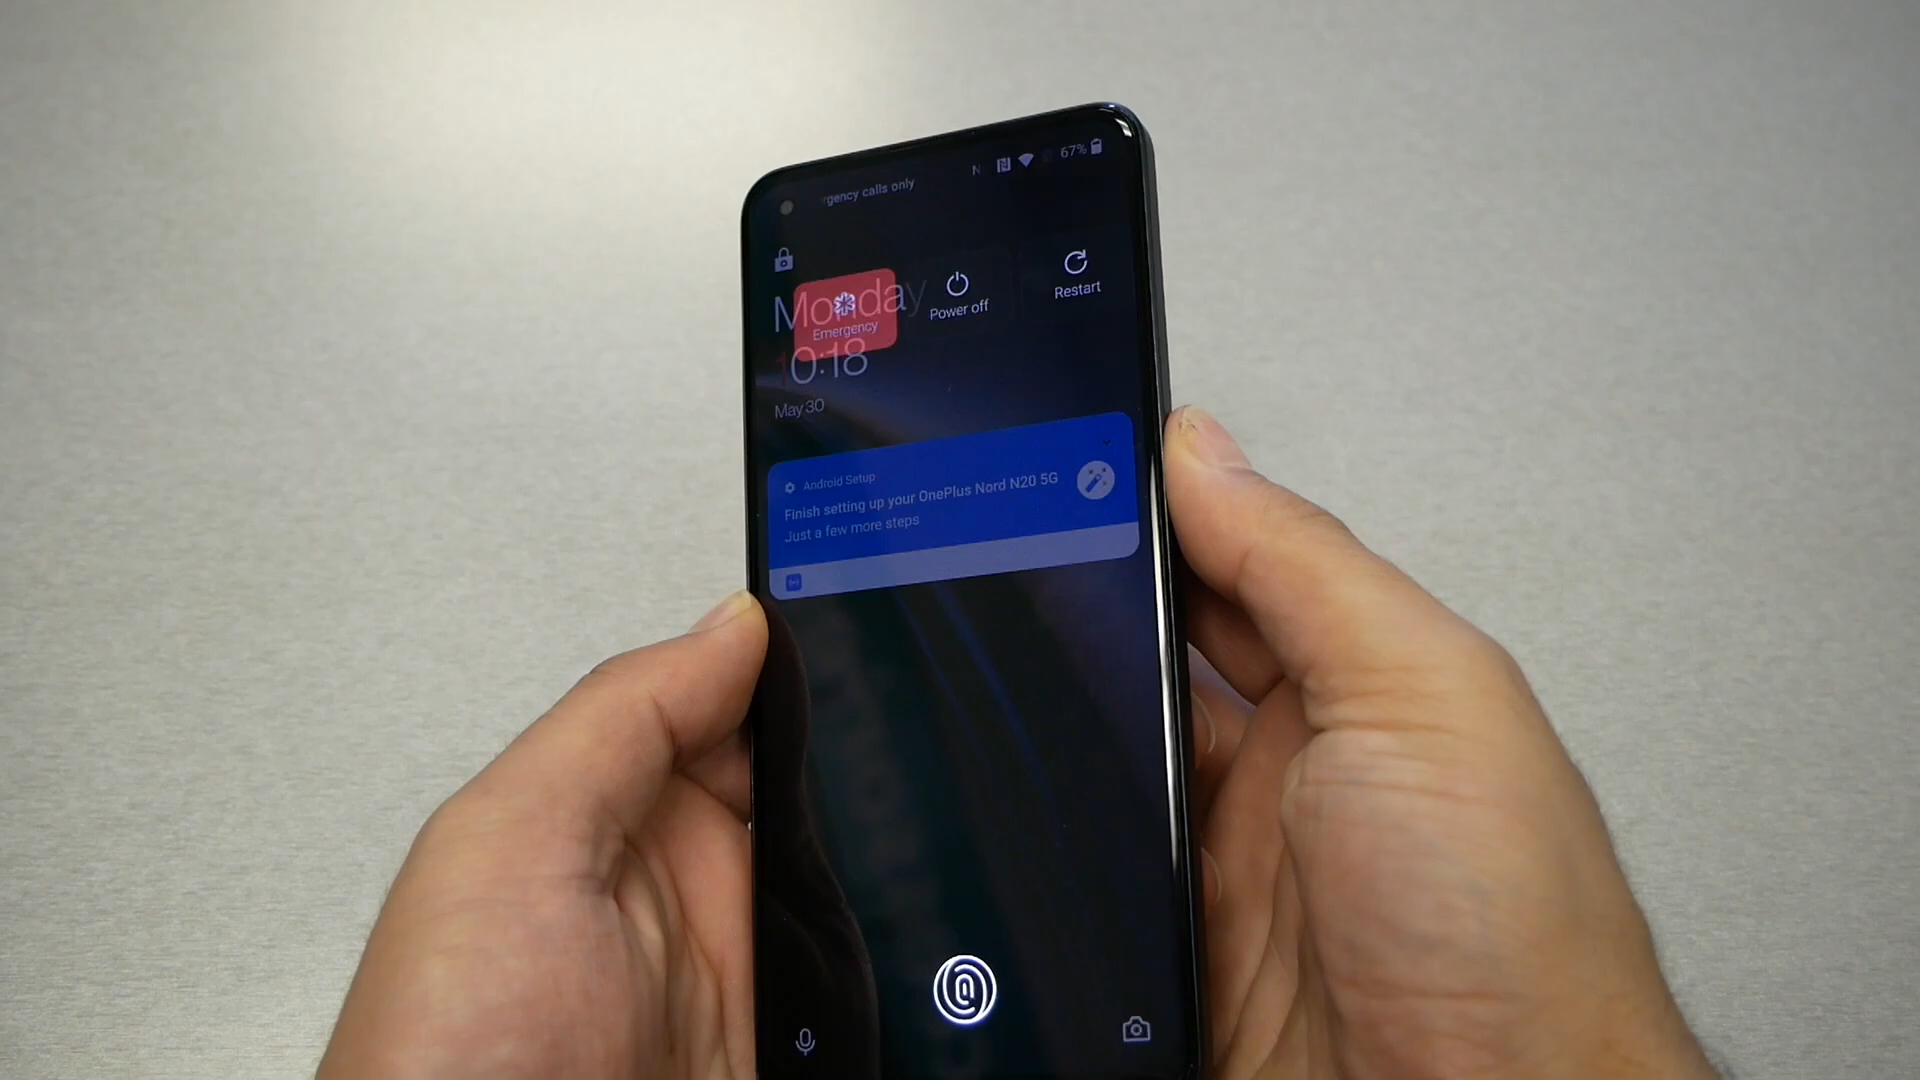 rgency calls only
N 67%
Monday
Emergency
Power off
Restart
10:18
May 30
Android Setup
Finish setting up your OnePlus Nord N20 5G
Just a few more steps